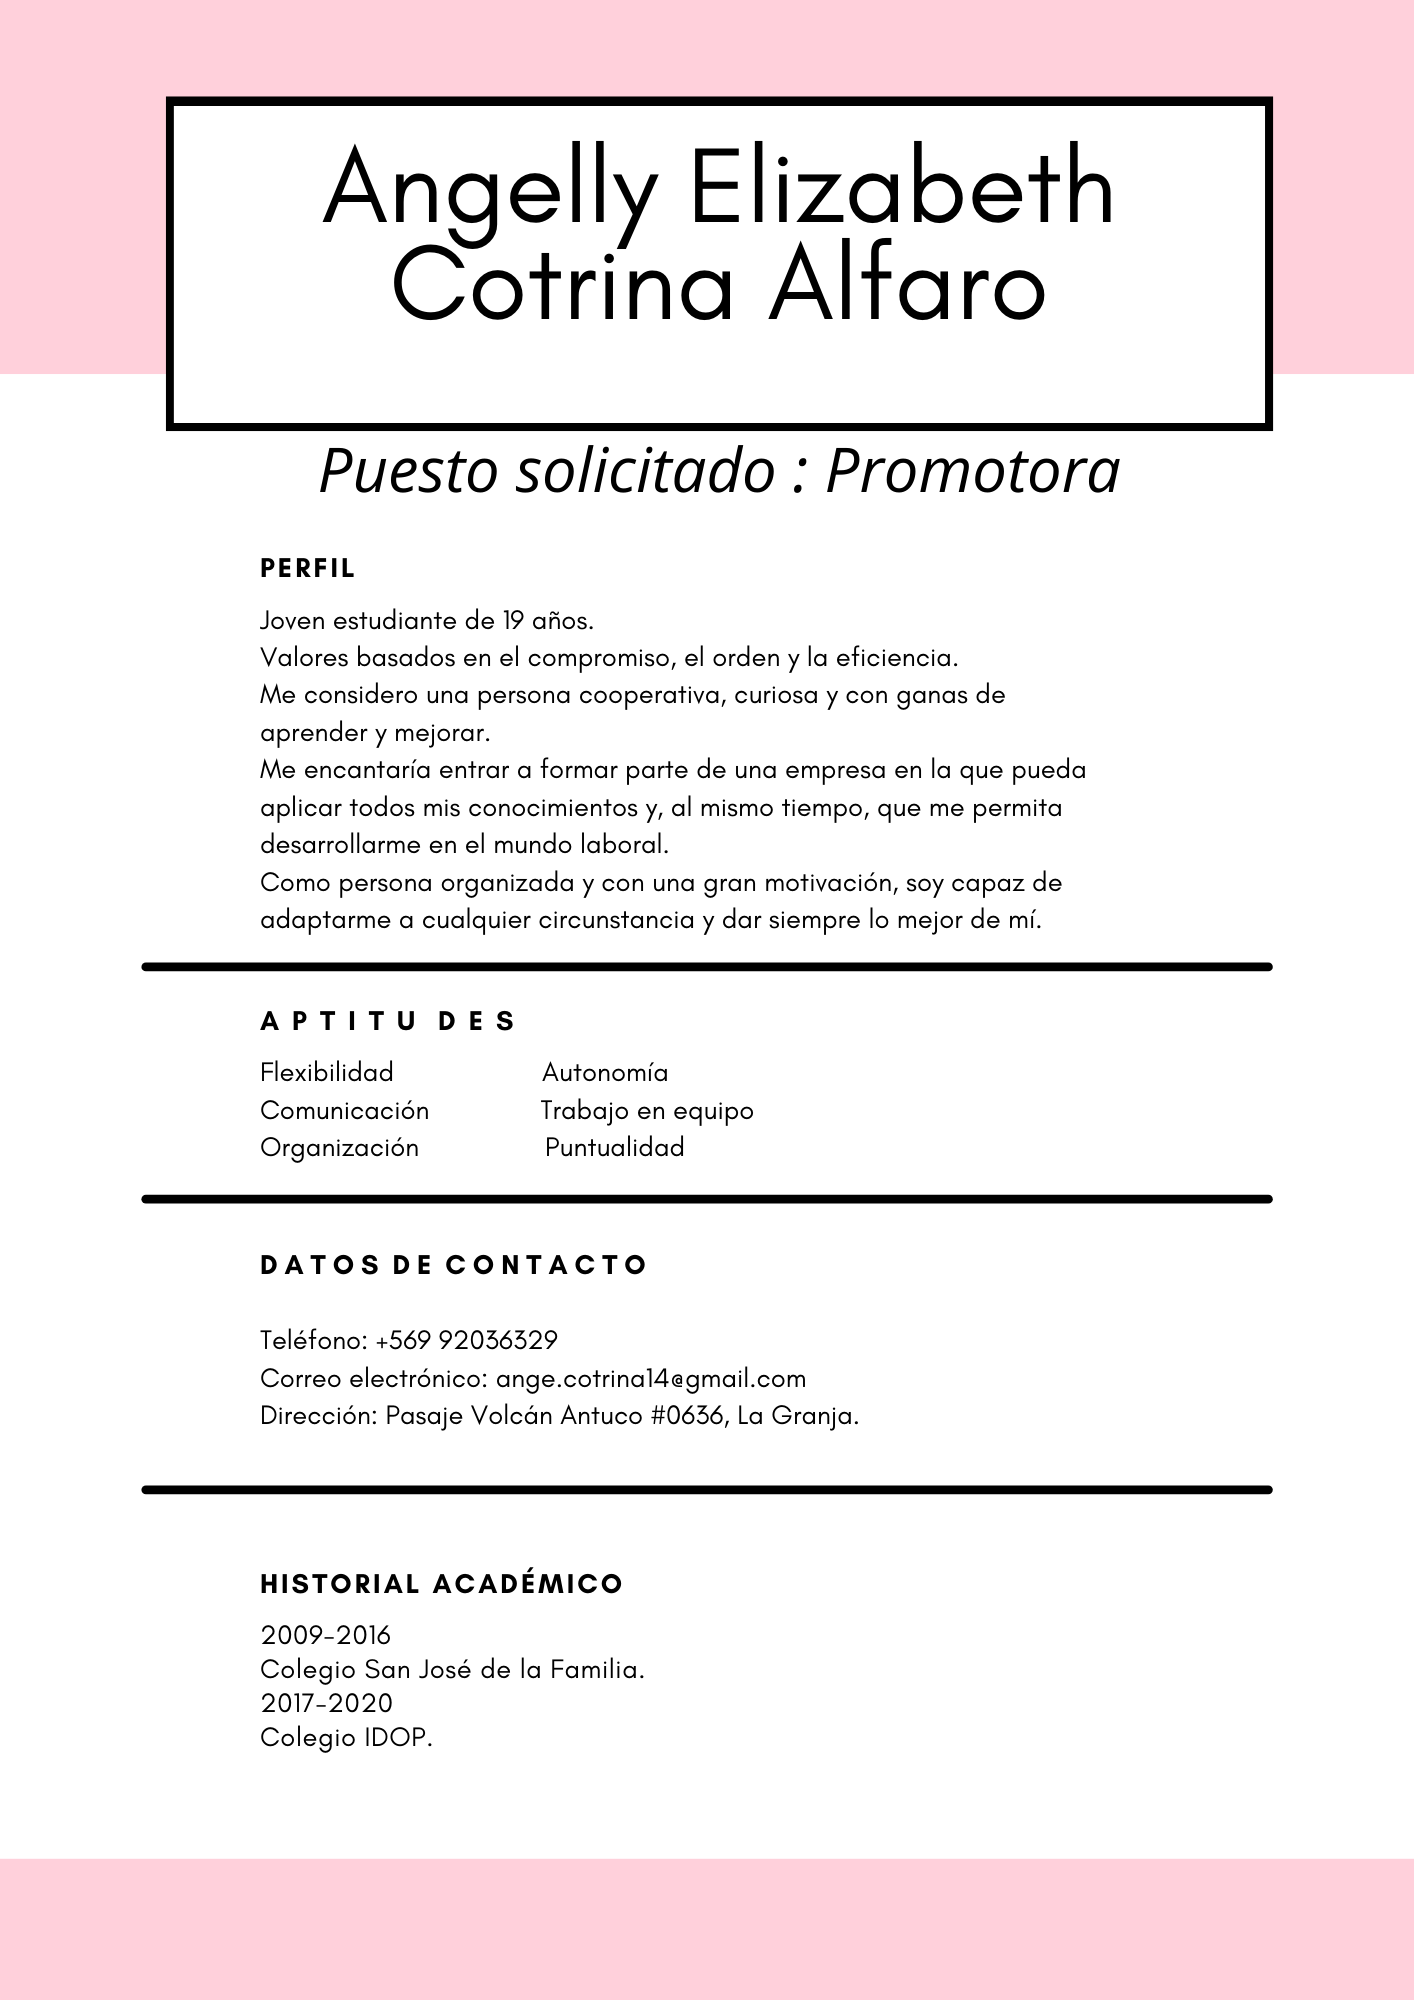 Angelly Elizabeth
Cotrina Alfaro
Puesto solicitado : Promotora
PERFIL
Joven estudiante de 19 años.
Valores basados en el compromiso, el orden y la eficiencia.
Me considero una persona cooperativa, curiosa y con ganas de
aprender y mejorar.
Me encantaría entrar a formar parte de una empresa en la que pueda
aplicar todos mis conocimientos y, al mismo tiempo, que me permita
desarrollarme en el mundo laboral.
Como persona organizada y con una gran motivación, soy capaz de
adaptarme a cualquier circunstancia y dar siempre lo mejor de mí.
A P T I T U D E S
Flexibilidad Autonomía
Comunicación Trabajo en equipo
Organización Puntualidad
D A T O S D E C O N T A C T O
Teléfono: +569 92036329
Correo electrónico: ange.cotrina14@gmail.com
Dirección: Pasaje Volcán Antuco #0636, La Granja.
HISTORIAL ACADÉMICO
2009-2016
Colegio San José de la Familia.
2017-2020
Colegio IDOP.